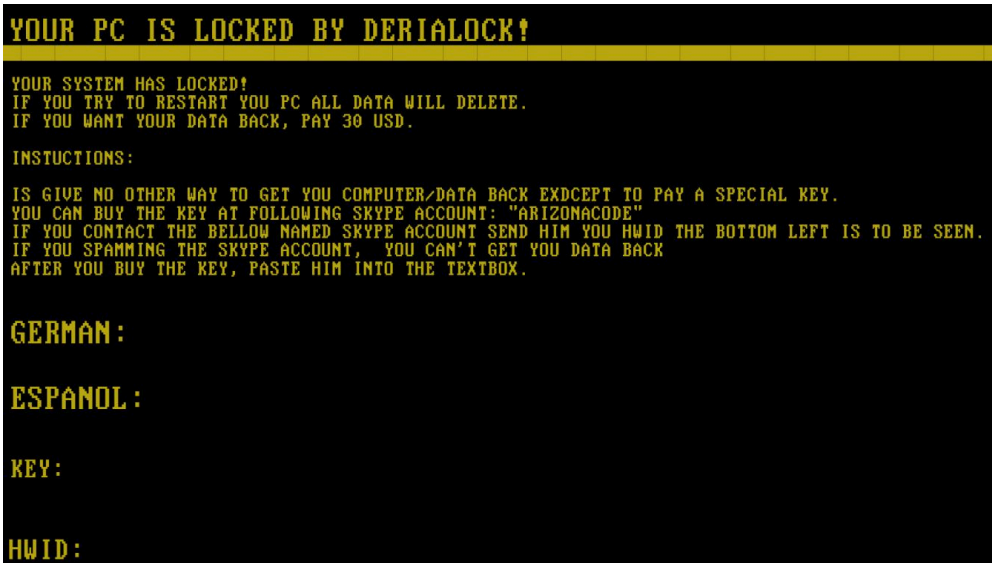 YOUR PC IS LOCKED BY DERIALOCK!
YOUR SYSTEM HAS LOCKED!
IF YOU TRY TO RESTART YOU PC ALL DATA WILL DELETE.
IF YOU WANT YOUR DATA BACK, PAY 30 USD.
INSTUCTIONS:
IS GIVE NO OTHER WAY TO GET YOU COMPUTER/DATA BACK EXDCEPT TO PAY A SPECIAL KEY.
YOU CAN BUY THE KEY AT FOLLOWING SKYPE ACCOUNT: "ARIZONACODE"
IF YOU CONTACT THE BELLOW NAMED SKYPE ACCOUNT SEND HIM YOU HWID THE BOTTOM LEFT IS TO BE SEEN.
IF YOU SPAMMING THE SKYPE ACCOUNT, YOU CAN'T GET YOU DATA BACK
AFTER YOU BUY THE KEY, PASTE HIM INTO THE TEXTBOX.
GERMAN:
ESPANOL:
KEY:
HWID: